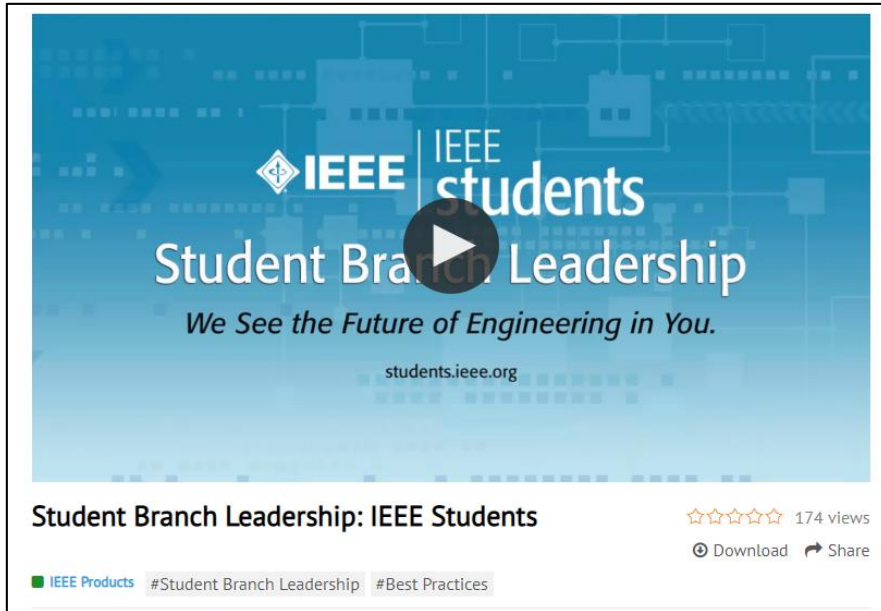 IEEE
IEEE
students
Student Branch Leadership
We See the Future of Engineering in You.
students.ieee.org
Student Branch Leadership: IEEE Students
174 views
Download Share
IEEE Products #Student Branch Leadership #Best Practices